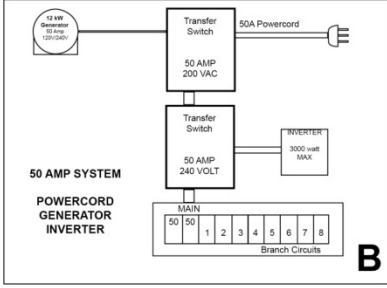 12 kW
Generator
50 Amp
120V/240V
Transfer
Switch
50 AMP
200 VAC
50A Powercord
Transfer
Switch
50 AMP
240 VOLT
INVERTER
3000 watt
MAX
50 AMP SYSTEM
POWERCORD
GENERATOR
INVERTER
MAIN
50 50 1 2 3 4 5 6 7 8
Branch Circuits
B